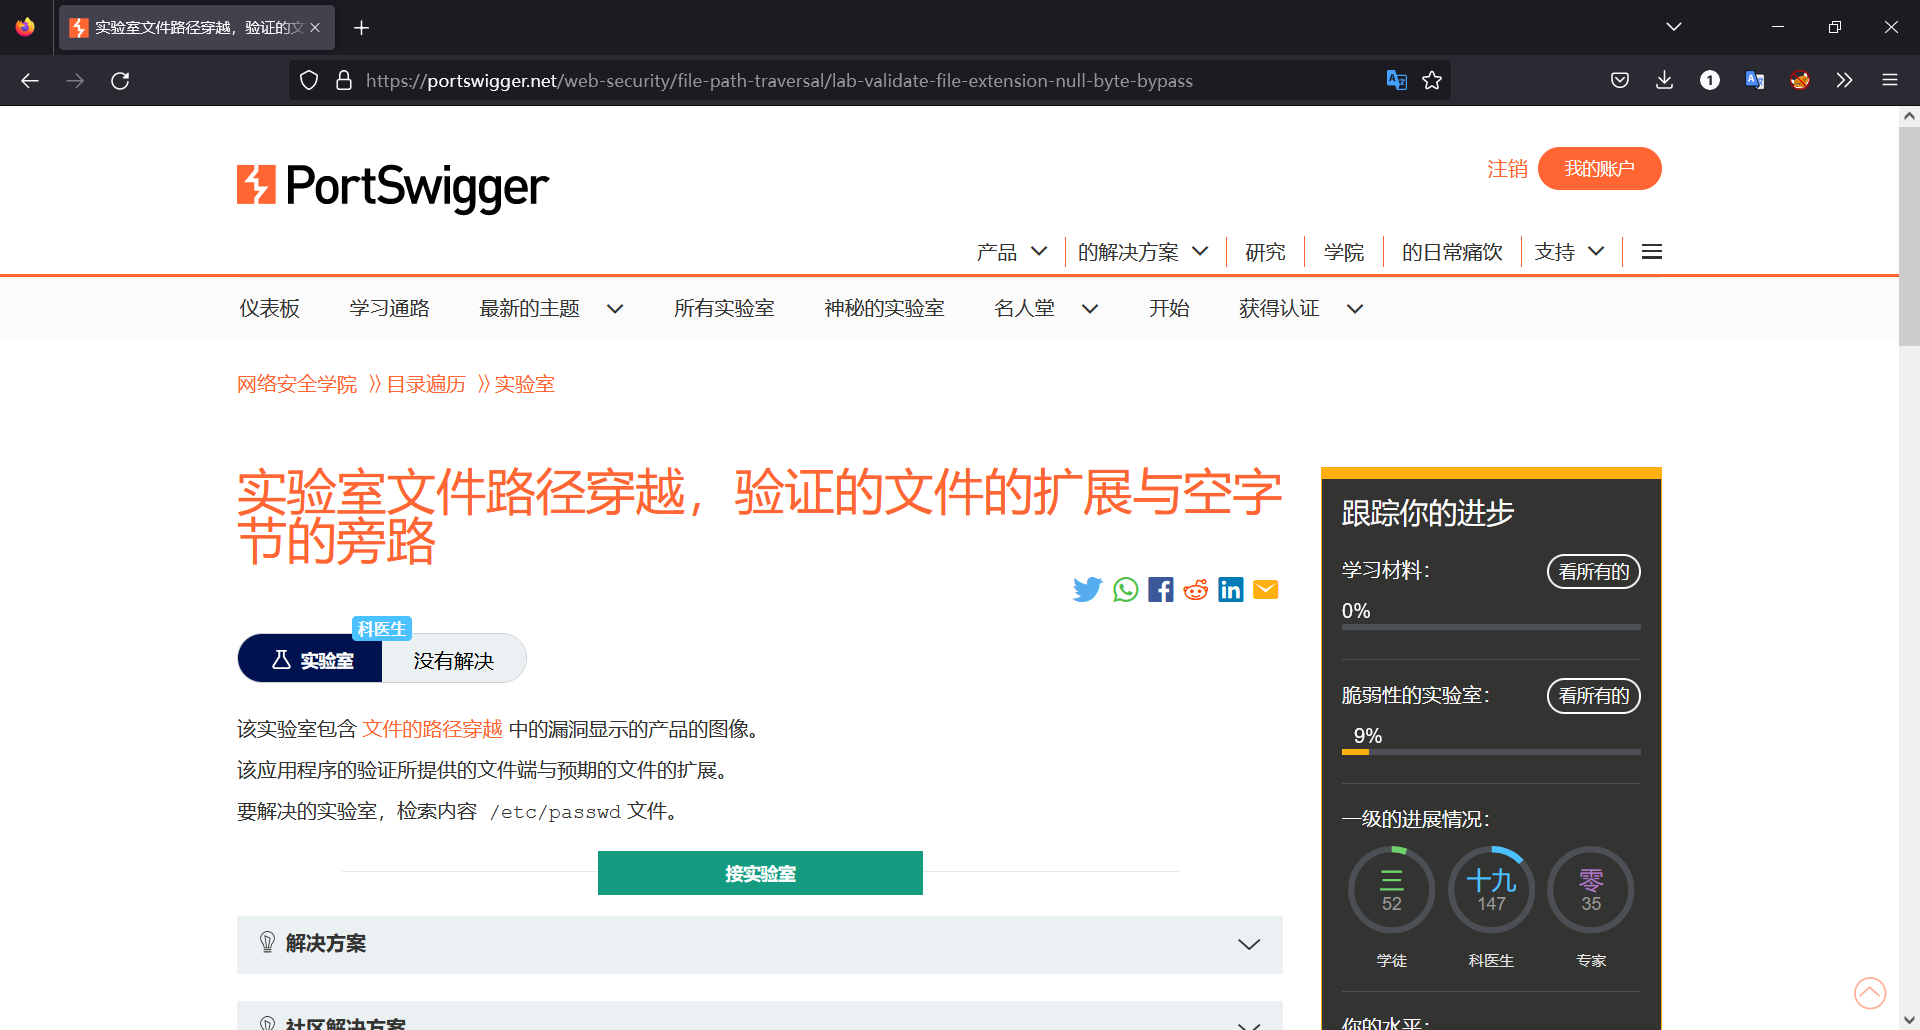 实验室文件路径穿越，验证的文
https://portswigger.net/web-security/file-path-traversal/lab-validate-file-extension-null-byte-bypass
1
PortSwigger
注销 我的账户
产品 的解决方案 研究 学院 的日常痛饮 支持
仪表板 学习通路 最新的主题 所有实验室 神秘的实验室 名人堂 开始 获得认证
网络安全学院 》目录遍历 》实验室
实验室文件路径穿越，验证的文件的扩展与空字
节的旁路
科医生
实验室 没有解决
该实验室包含 文件的路径穿越 中的漏洞显示的产品的图像。
该应用程序的验证所提供的文件端与预期的文件的扩展。
要解决的实验室，检索内容 /etc/passwd 文件。
接实验室
解决方案
社区解决方案
跟踪你的进步
学习材料： 看所有的
0%
脆弱性的实验室： 看所有的
9%
一级的进展情况：
三 十九 零
52 147 35
学徒 科医生 专家
你的水平：